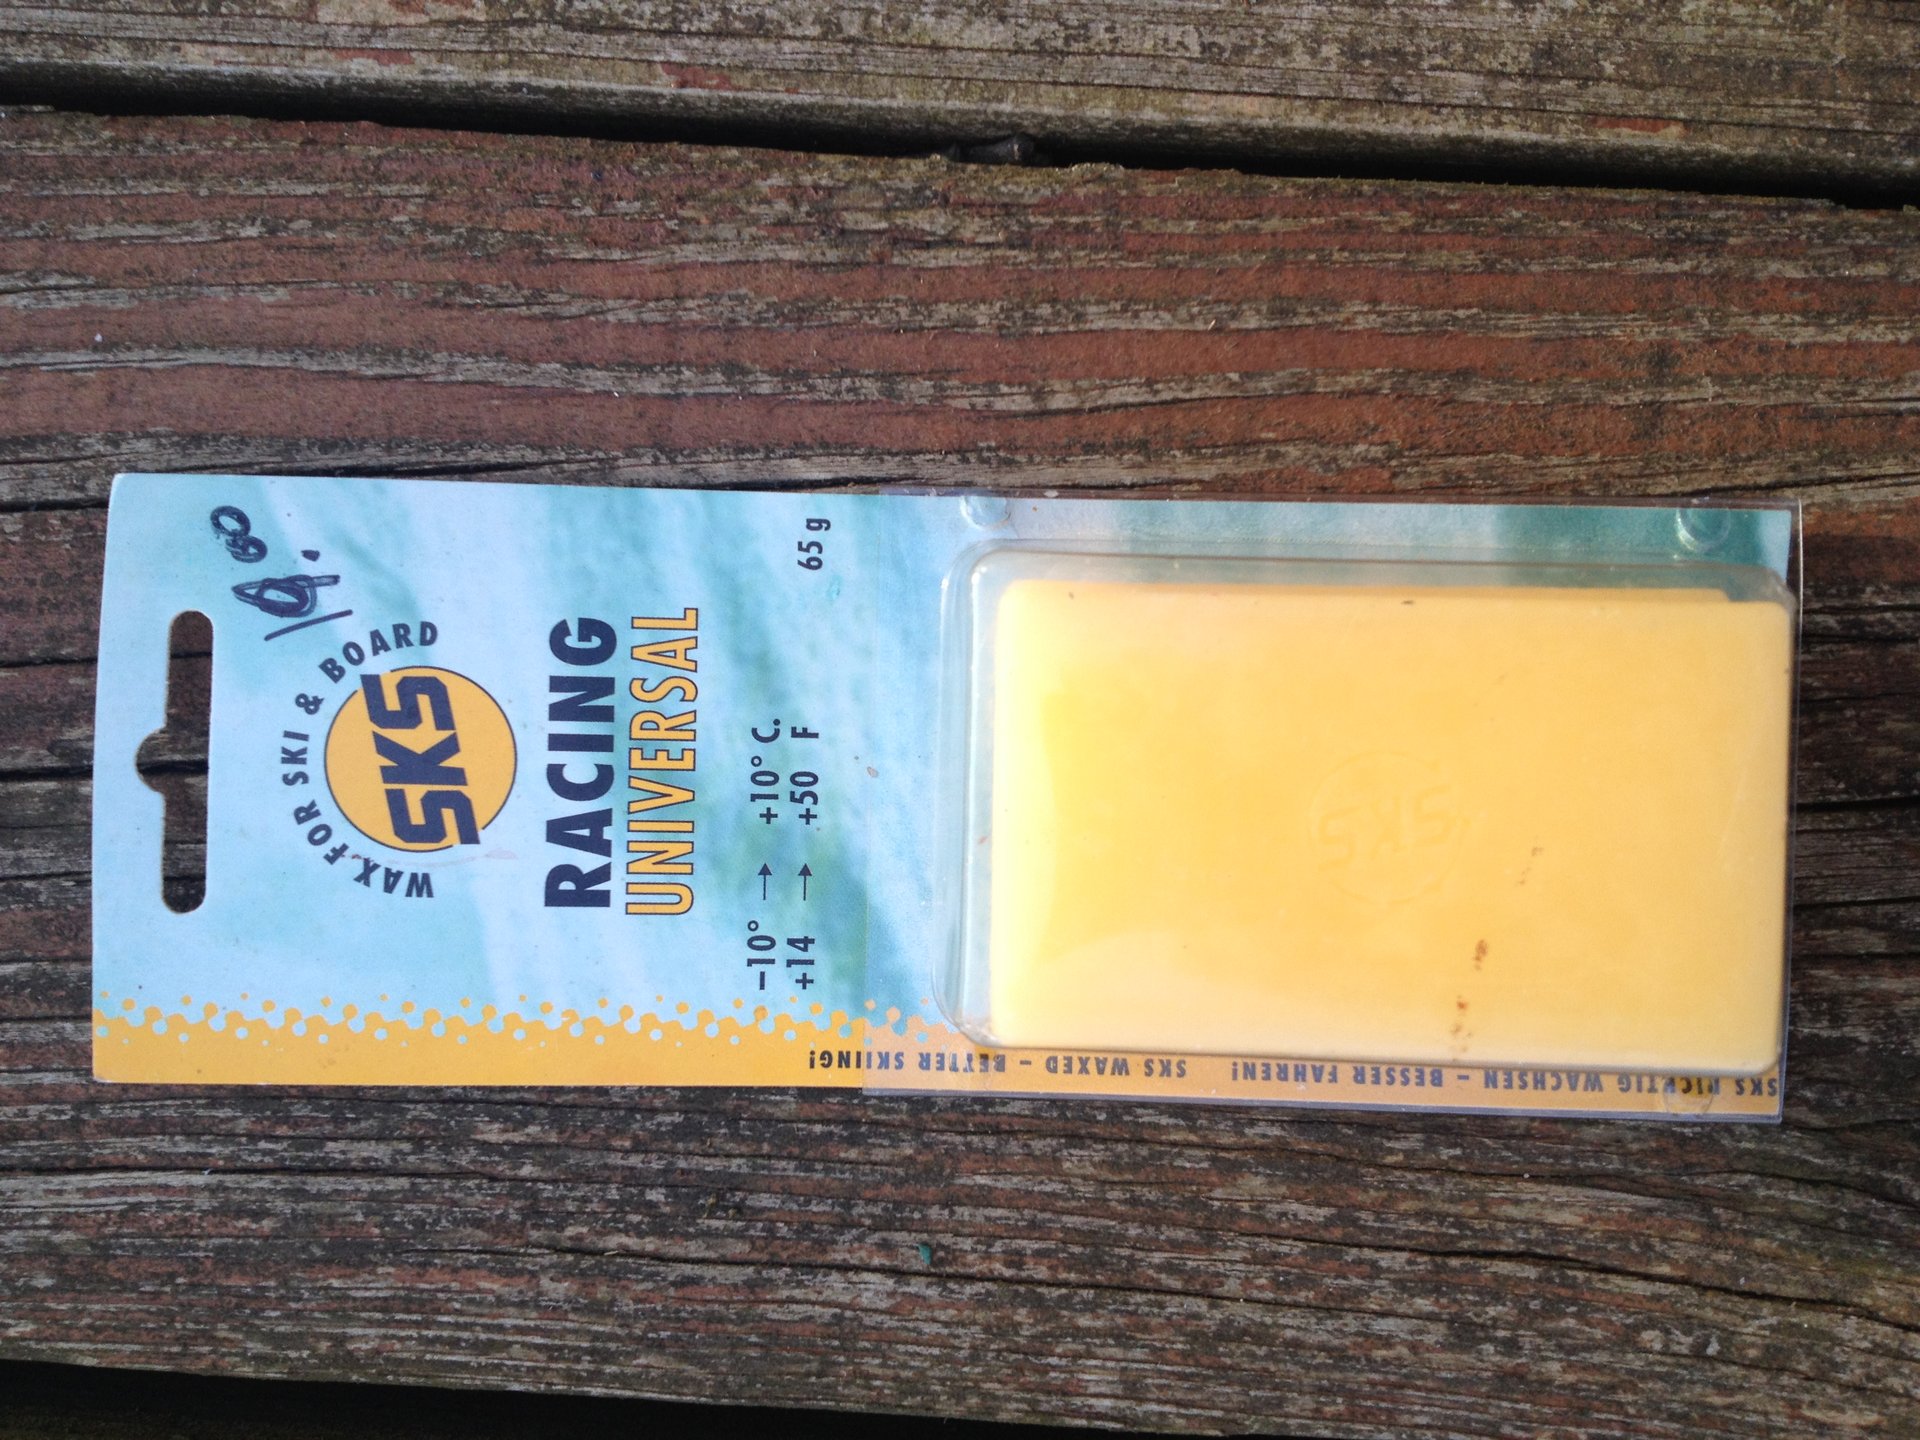 WAX FOR SKI & BOARD
SKS
RACING
UNIVERSAL
65 g
-10° → +10° C.
+14 → +50 F
SKS RICHTIG WACHSEN – BESSER FAHREN! SKS WAXED – BETTER SKIING!
SKS